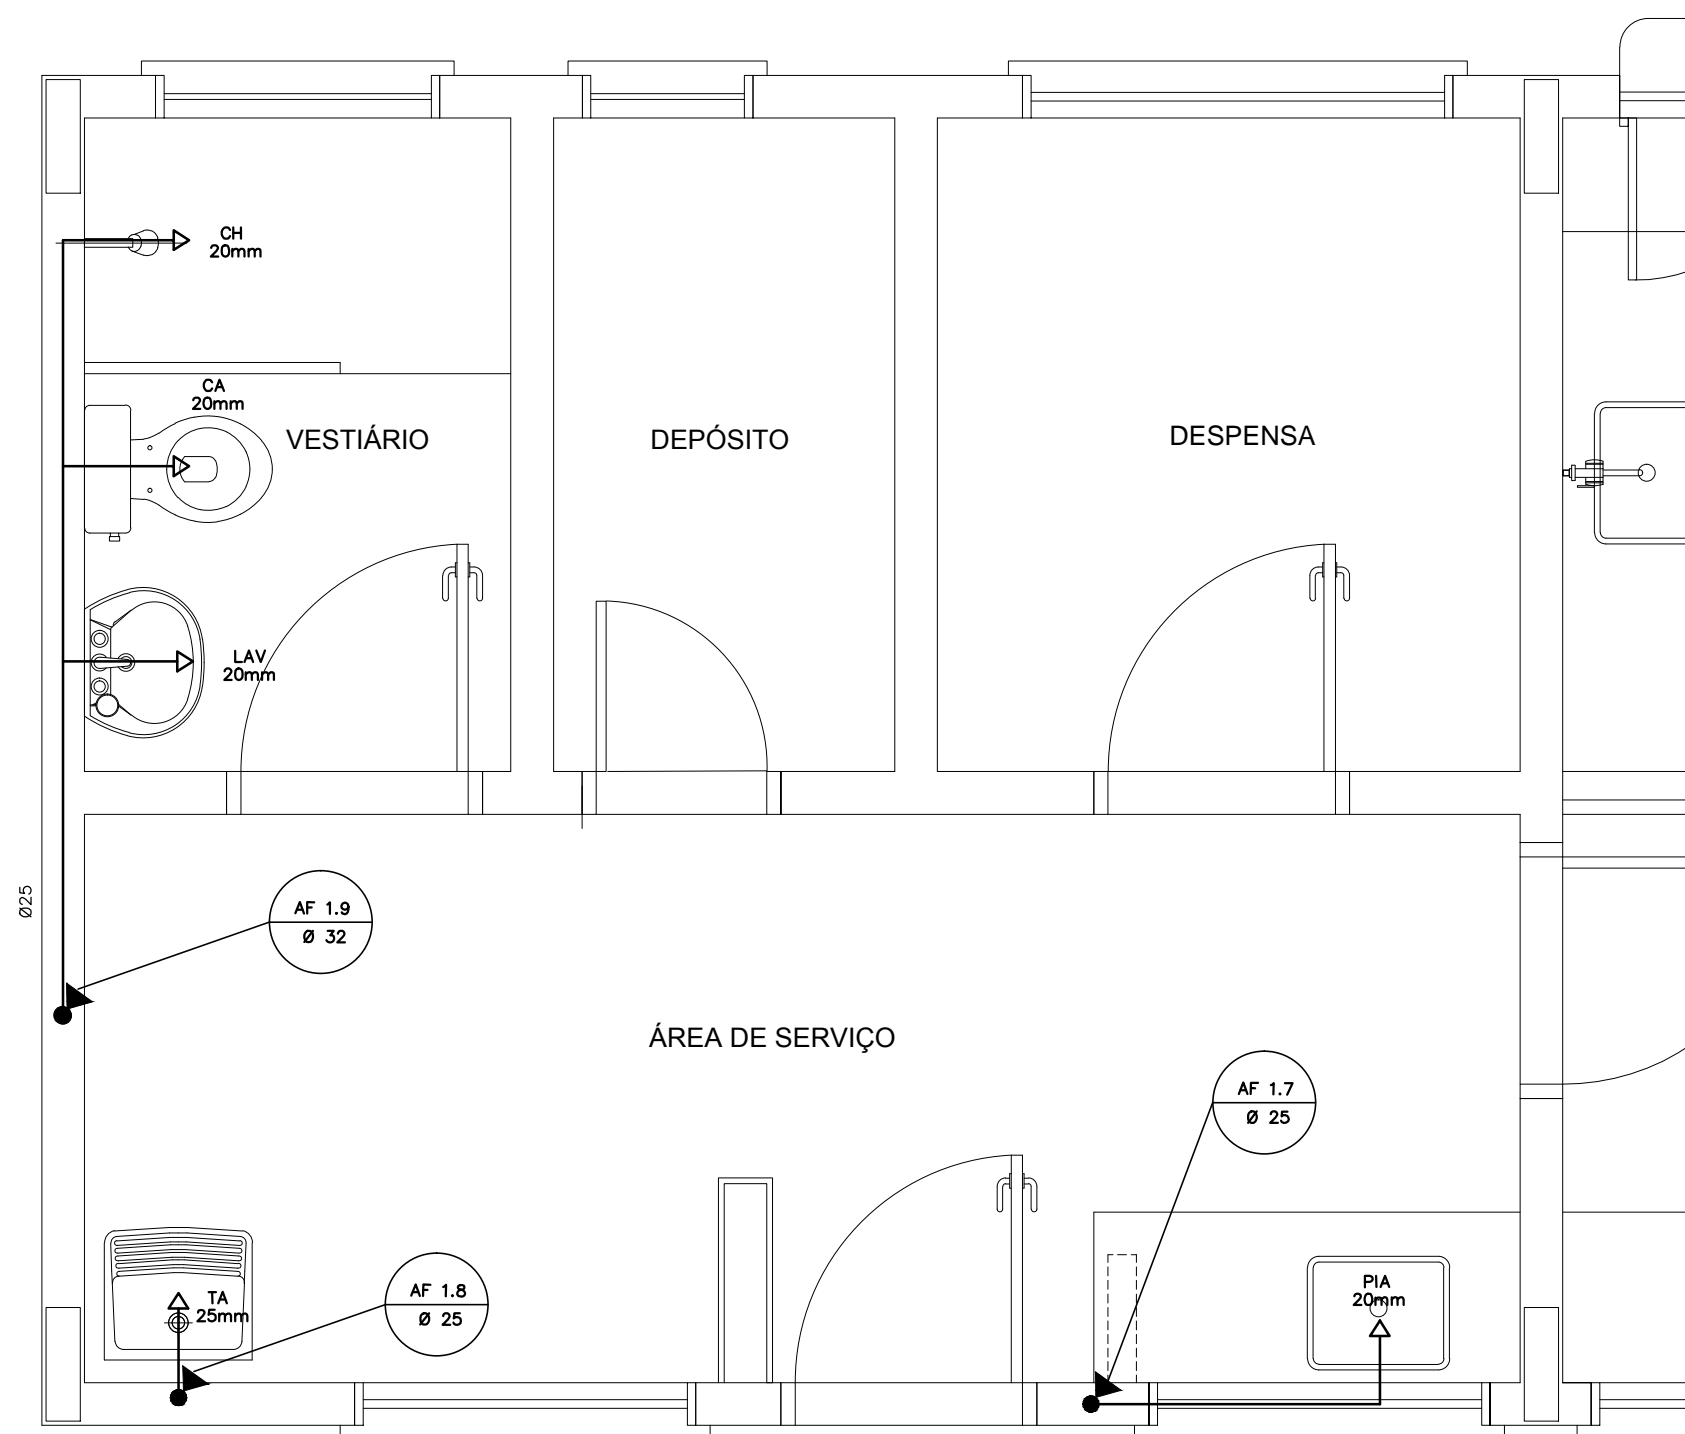 CH
20mm
CA
20mm
VESTIÁRIO
DEPÓSITO
DESPENSA
LAV
20mm
Ø25
AF 1.9
Ø 32
ÁREA DE SERVIÇO
AF 1.7
Ø 25
TA
25mm
AF 1.8
Ø 25
PIA
20mm